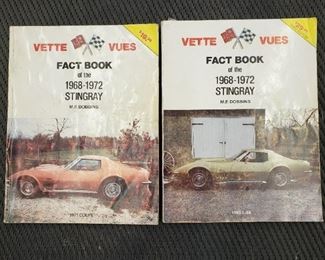 VETTE VUES
FACT BOOK
of the
1968-1972
STINGRAY
M.F. DOBBINS
VETTE VUES
FACT BOOK
of the
1968-1972
STINGRAY
M.F. DOBBINS